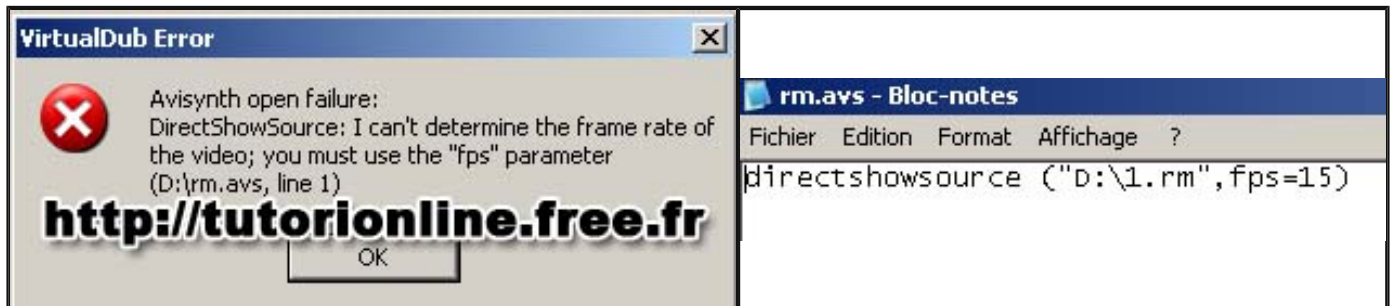 VirtualDub Error
Avisynth open failure:
DirectShowSource: I can't determine the frame rate of
the video; you must use the "fps" parameter
(D:\rm.avs, line 1)
http://tutorionline.free.fr
OK
rm.avs - Bloc-notes
Fichier Edition Format Affichage ?
directshowsource ("D:\1.rm",fps=15)